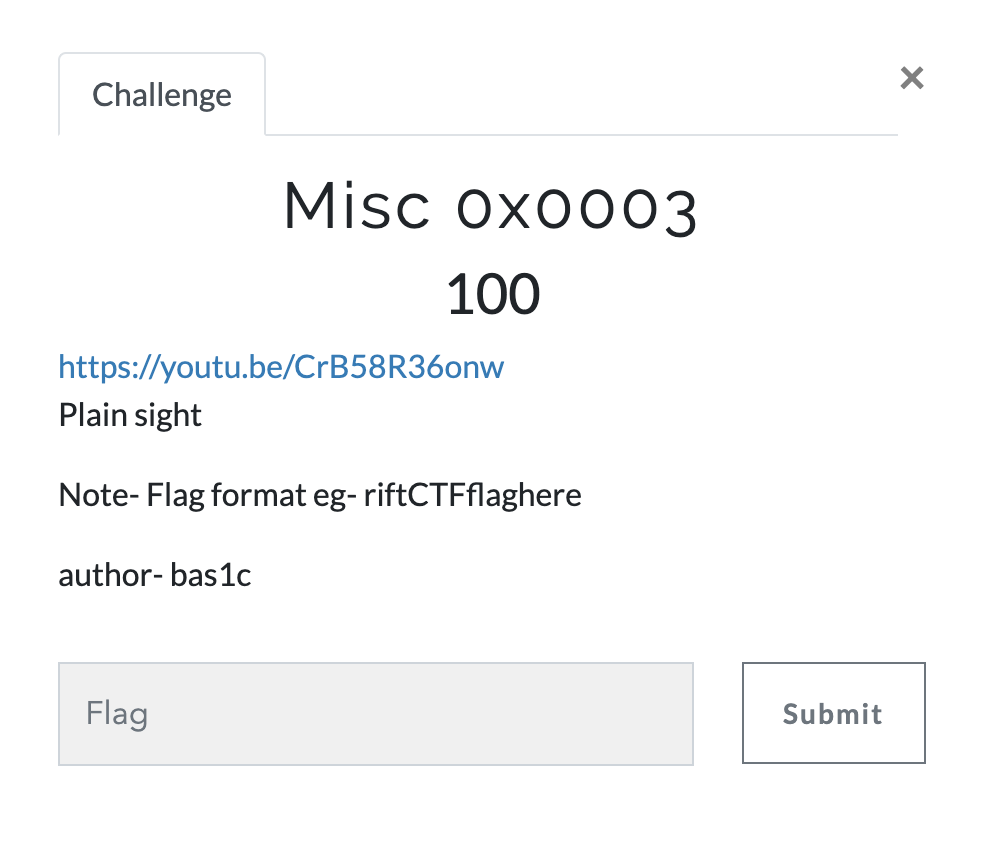 Challenge
×
Misc 0x0003
100
https://youtu.be/CrB58R36onw
Plain sight
Note- Flag format eg- riftCTFflaghere
author- bas1c
Flag
Submit